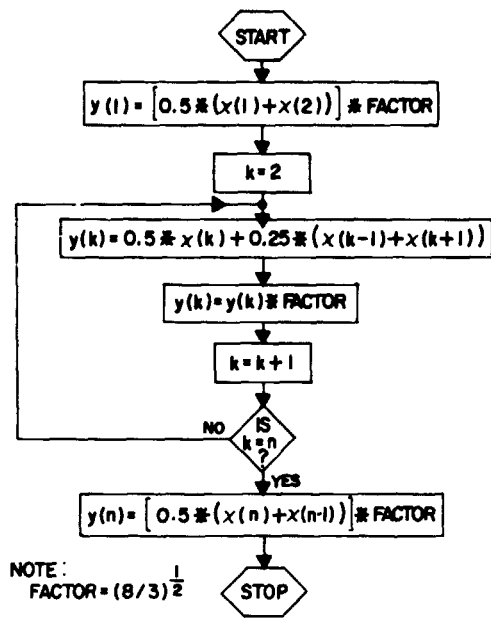 START
y(1) = [0.5 * (x(1)+x(2))] * FACTOR
k=2
y(k)=0.5 * x(k)+0.25 * (x(k-1)+x(k+1))
y(k)=y(k) * FACTOR
k=k+1
NO
IS
k=n
?
YES
y(n)= [0.5 * (x(n)+x(n-1))] * FACTOR
NOTE:
FACTOR=(8/3)^1/2
STOP